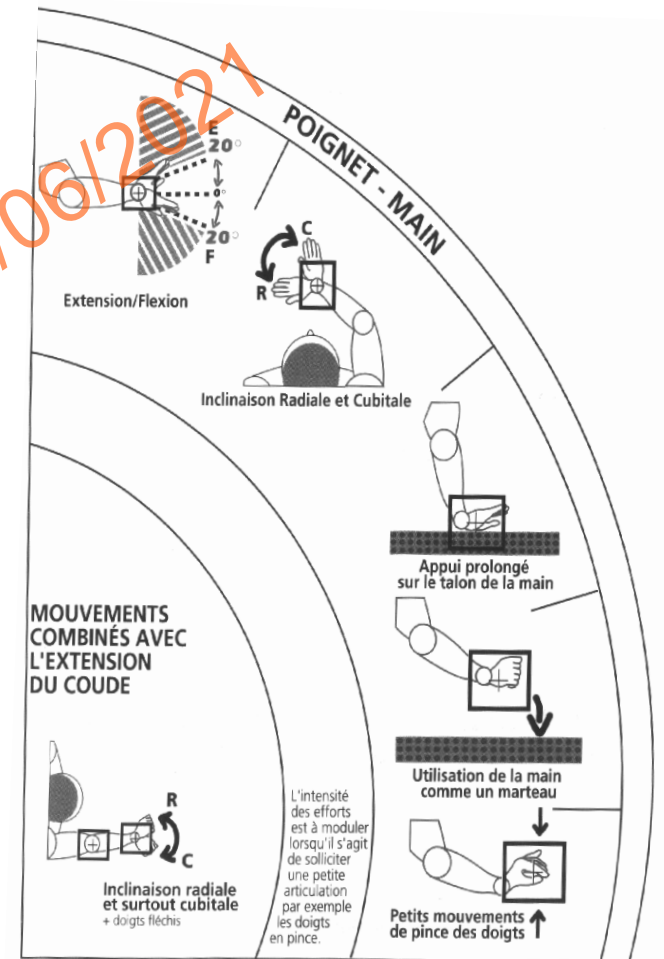 /06/2021
POIGNET - MAIN
E
20°
0°
20°
F
Extension/Flexion
C
R
Inclinaison Radiale et Cubitale
Appui prolongé
sur le talon de la main
Utilisation de la main
comme un marteau
Petits mouvements
de pince des doigts
MOUVEMENTS
COMBINÉS AVEC
L'EXTENSION
DU COUDE
R
C
Inclinaison radiale
et surtout cubitale
+ doigts fléchis
L'intensité
des efforts
est à moduler
lorsqu'il s'agit
de solliciter
une petite
articulation
par exemple
les doigts
en pince.